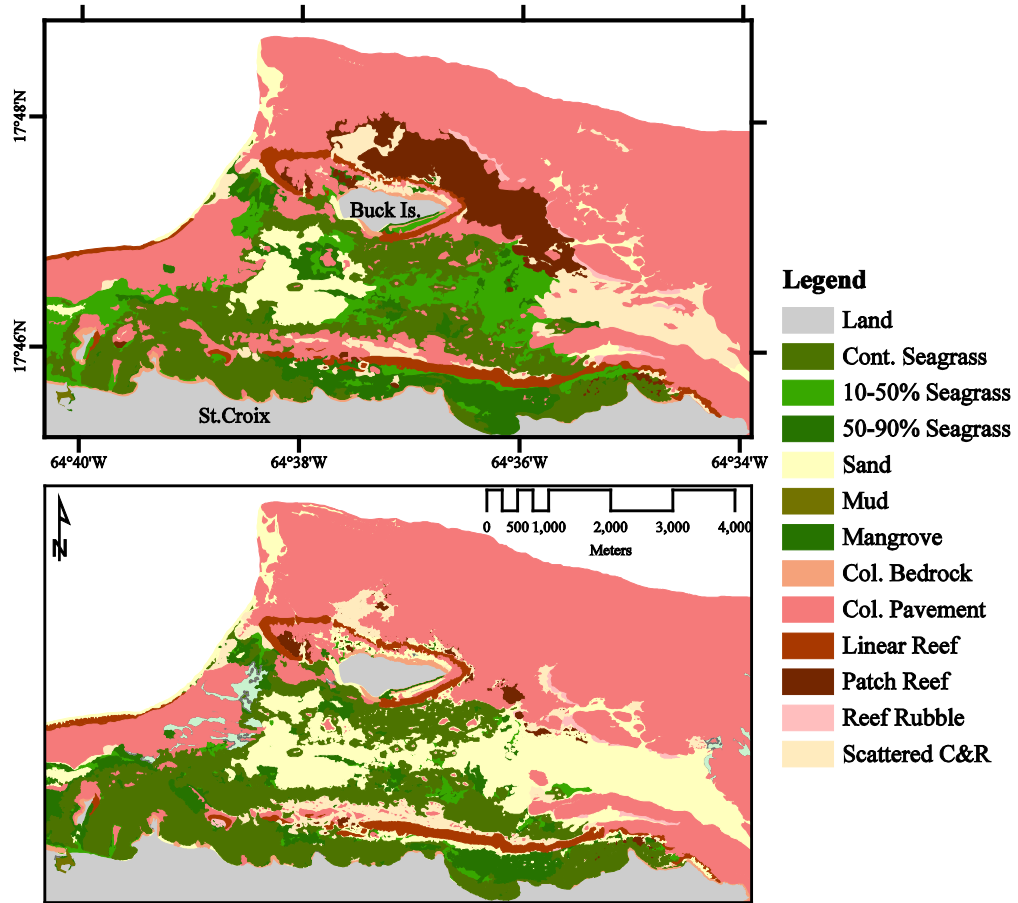 17°48'N
Buck Is.
17°46'N
St.Croix
64°40'W
64°38'W
64°36'W
64°34'W
N
0
500
1,000
2,000
3,000
4,000
Meters
Legend
Land
Cont. Seagrass
10-50% Seagrass
50-90% Seagrass
Sand
Mud
Mangrove
Col. Bedrock
Col. Pavement
Linear Reef
Patch Reef
Reef Rubble
Scattered C&R